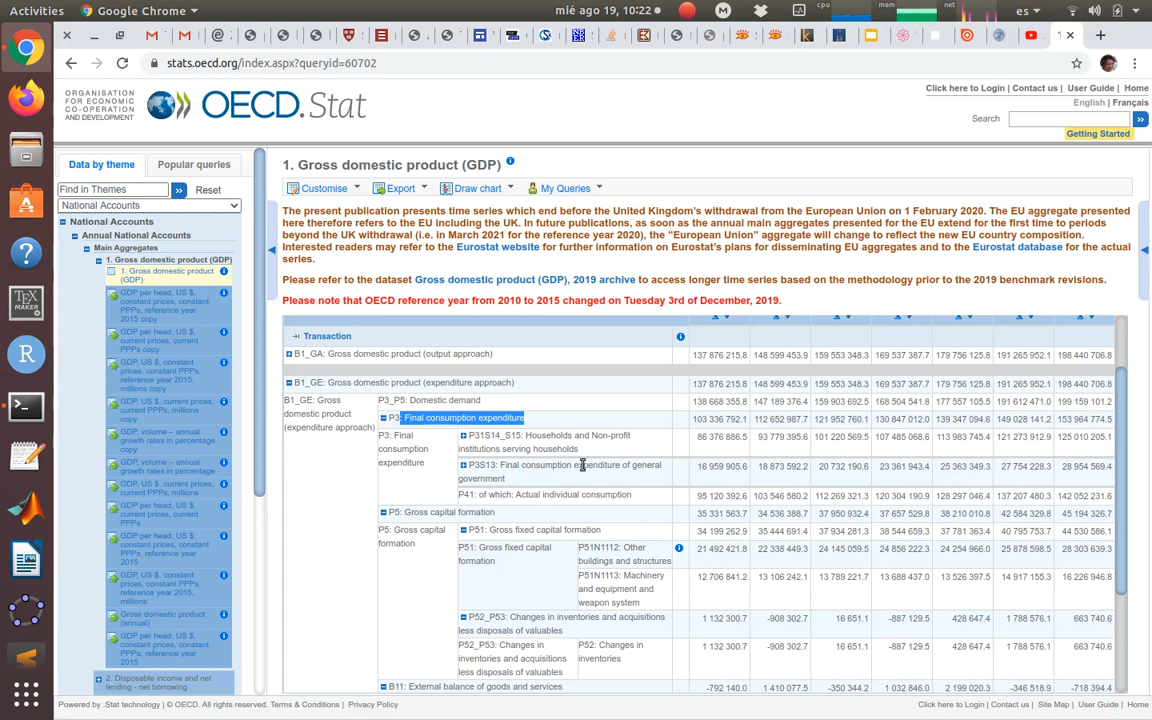 Activities
Google Chrome
mié ago 19, 10:22
cpu
mem
net
es
stats.oecd.org/index.aspx?queryid=60702
ORGANISATION
FOR ECONOMIC
CO-OPERATION
AND DEVELOPMENT
OECD.Stat
Click here to Login | Contact us | User Guide | Home
English | Français
Search
Getting Started
Data by theme
Popular queries
Find in Themes
Reset
National Accounts
National Accounts
Annual National Accounts
Main Aggregates
1. Gross domestic product (GDP)
1. Gross domestic product
(GDP)
GDP per head, US $,
constant prices, constant
PPPs, reference year
2015 copy
GDP per head, US $,
current prices, current
PPPs copy
GDP, US $, constant
prices, constant PPPs,
reference year 2015,
millions copy
GDP, US $, current
prices, current PPPs,
millions copy
GDP, volume – annual
growth rates in percentage
copy
GDP, volume – annual
growth rates in percentage
GDP, US $, current
prices, current PPPs,
millions
GDP per head, US $,
current prices, current
PPPs
GDP per head, US $,
constant prices, constant
PPPs, reference year
2015
GDP, US $, constant
prices, constant PPPs,
reference year 2015,
millions
Gross domestic product
(annual)
GDP per head, US $,
constant prices, constant
PPPs, reference year
2015
2. Disposable income and net
lending - net borrowing
1. Gross domestic product (GDP)
Customise
Export
Draw chart
My Queries
The present publication presents time series which end before the United Kingdom's withdrawal from the European Union on 1 February 2020. The EU aggregate presented
here therefore refers to the EU including the UK. In future publications, as soon as the annual main aggregates presented for the EU extend for the first time to periods
beyond the UK withdrawal (i.e. in March 2021 for the reference year 2020), the "European Union" aggregate will change to reflect the new EU country composition.
Interested readers may refer to the Eurostat website for further information on Eurostat's plans for disseminating EU aggregates and to the Eurostat database for the actual
series.
Please refer to the dataset Gross domestic product (GDP), 2019 archive to access longer time series based on the methodology prior to the 2019 benchmark revisions.
Please note that OECD reference year from 2010 to 2015 changed on Tuesday 3rd of December, 2019.
Transaction
B1_GA: Gross domestic product (output approach) 137 876 215.8 148 599 453.9 159 553 348.3 169 537 387.7 179 756 125.8 191 265 952.1 198 440 706.8
B1_GE: Gross domestic product (expenditure approach) 137 876 215.8 148 599 453.9 159 553 348.3 169 537 387.7 179 756 125.8 191 265 952.1 198 440 706.8
B1_GE: Gross
domestic product
(expenditure approach)
P3_P5: Domestic demand 138 668 355.8 147 189 376.4 159 903 692.5 168 504 541.8 177 557 105.5 191 612 471.0 199 159 101.2
P3: Final consumption expenditure 103 336 792.1 112 652 987.7 121 952 760.1 130 847 012.0 139 347 094.6 149 028 141.2 153 964 774.5
P3: Final
consumption
expenditure
P31S14_S15: Households and Non-profit
institutions serving households
86 376 886.5 93 779 395.6 101 220 569.5 107 485 068.6 113 983 745.4 121 273 912.9 125 010 205.1
P3S13: Final consumption expenditure of general
government
16 959 905.6 18 873 592.2 20 732 190.6 23 361 943.4 25 363 349.3 27 754 228.3 28 954 569.4
P41: of which: Actual individual consumption 95 120 392.6 103 546 580.2 112 269 321.3 120 304 190.9 128 297 046.4 137 207 480.3 142 052 231.6
P5: Gross capital formation 35 331 563.7 34 536 388.7 37 950 932.4 37 657 529.8 38 210 010.8 42 584 329.8 45 194 326.7
P5: Gross capital
formation
P51: Gross fixed capital formation 34 199 262.9 35 444 691.4 37 934 281.3 38 544 659.3 37 781 363.4 40 795 753.7 44 530 586.1
P51: Gross fixed capital
formation
P51N1112: Other
buildings and structures
21 492 421.8 22 338 449.3 24 145 059.5 24 856 222.3 24 254 966.0 25 878 598.5 28 303 639.3
P51N1113: Machinery
and equipment and
weapon system
12 706 841.2 13 106 242.1 13 789 221.7 13 688 437.0 13 526 397.5 14 917 155.3 16 226 946.8
P52_P53: Changes in inventories and acquisitions
less disposals of valuables
1 132 300.7 -908 302.7 16 651.1 -887 129.5 428 647.4 1 788 576.1 663 740.6
P52_P53: Changes in
inventories and acquisitions
less disposals of valuables
P52: Changes in
inventories
1 132 300.7 -908 302.7 16 651.1 -887 129.5 428 647.4 1 788 576.1 663 740.6
B11: External balance of goods and services -792 140.0 1 410 077.5 -350 344.2 1 032 846.0 2 199 020.3 -346 518.9 -718 394.4
Powered by .Stat technology | © OECD. All rights reserved. Terms & Conditions | Privacy Policy
Click here to Login | Contact us | Site Map | User Guide | Home